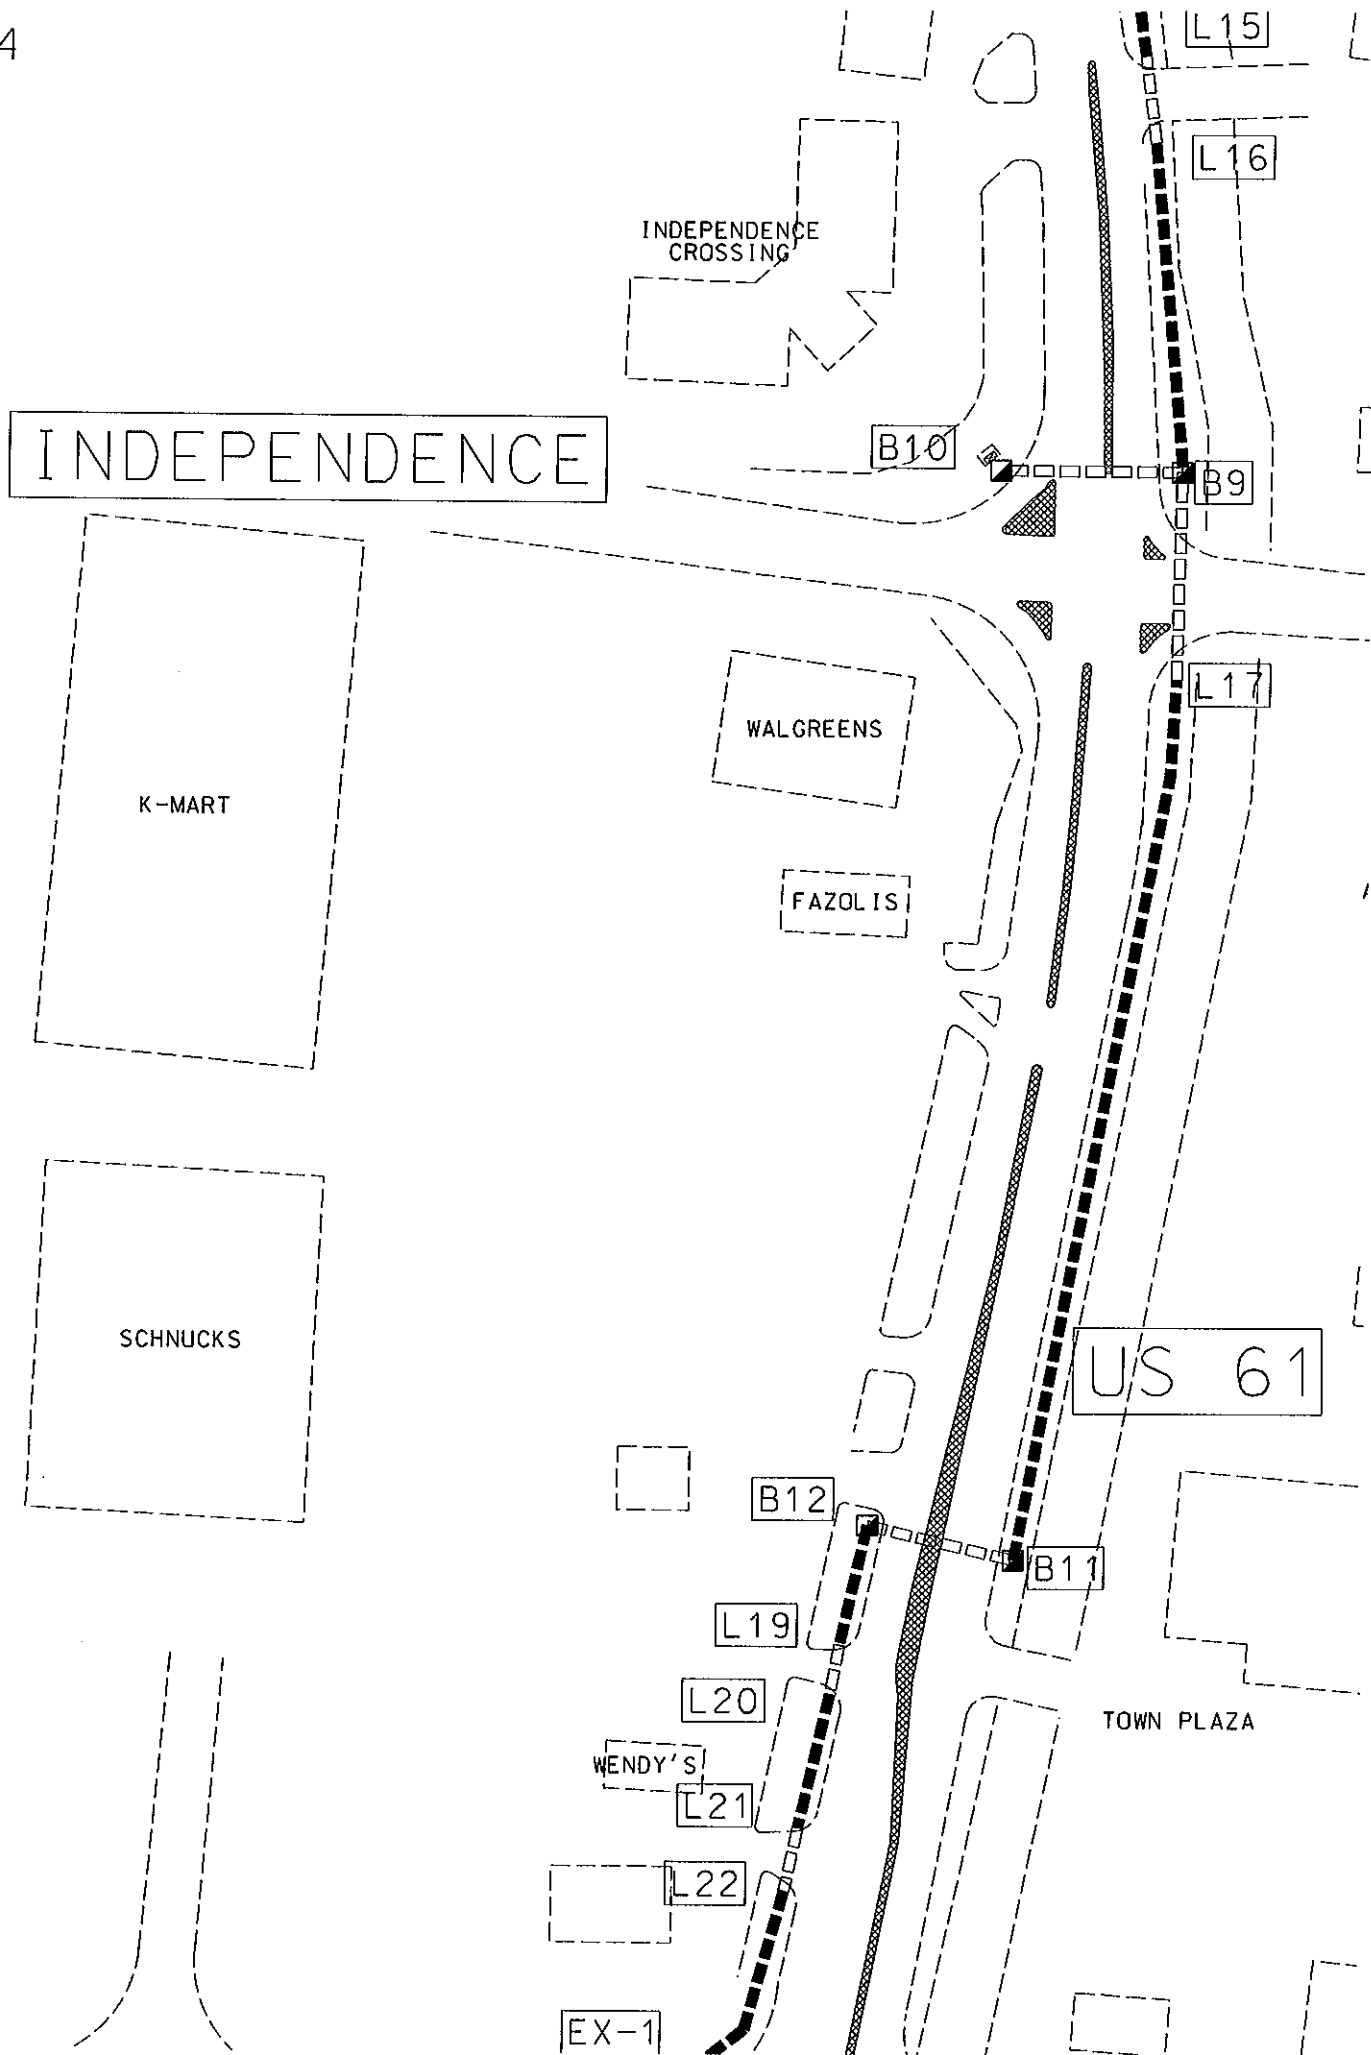 4
L15
L16
INDEPENDENCE
CROSSING
INDEPENDENCE
B10
B9
L17
WALGREENS
K-MART
FAZOLIS
SCHNUCKS
US 61
B12
B11
L19
L20
TOWN PLAZA
WENDY'S
L21
L22
EX-1